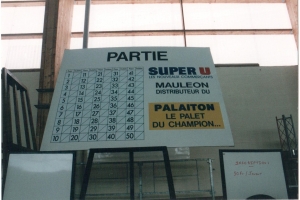 PARTIE
1 11 21 31 41
2 12 22 32 42
3 13 23 33 43
4 14 24 34 44
5 15 25 35 45
6 16 26 36 46
7 17 27 37 47
8 18 28 38 48
9 19 29 39 49
10 20 30 40 50
SUPER U
LES NOUVEAUX COMMERÇANTS
MAULEON
DISTRIBUTEUR DU
PALAITON
LE PALET
DU CHAMPION...